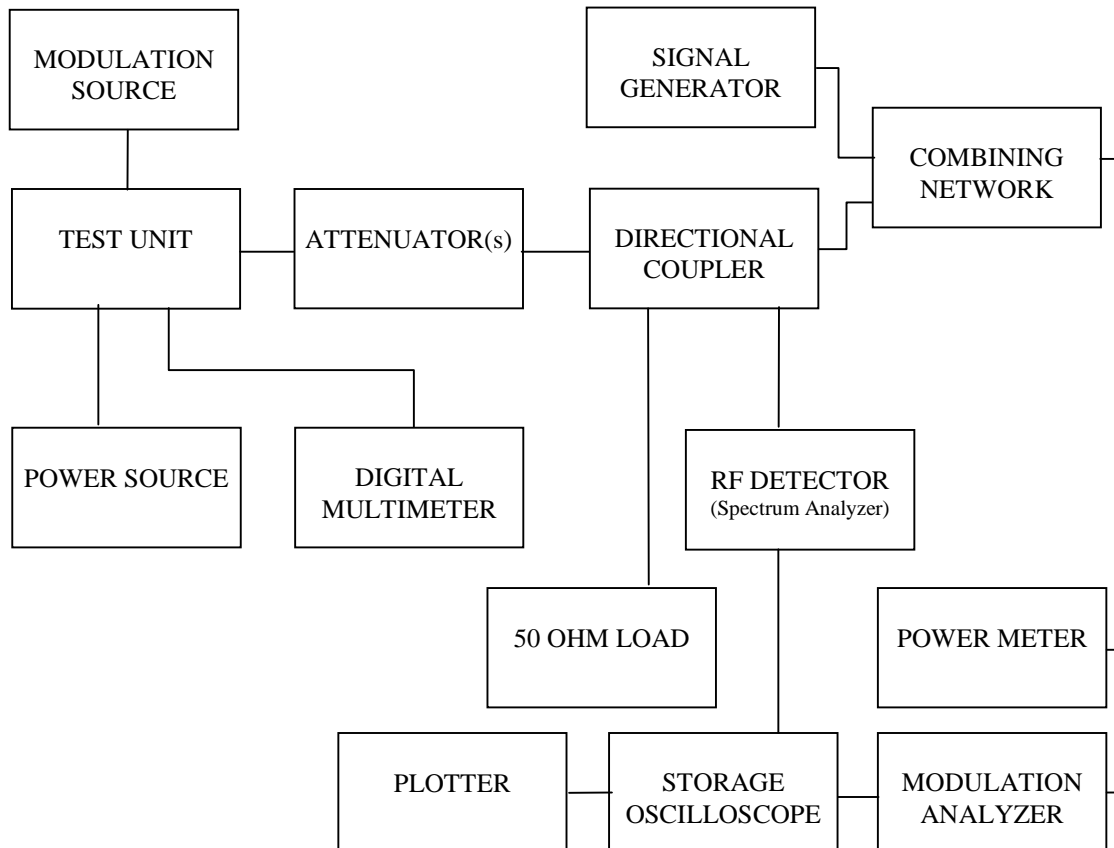 MODULATION
SOURCE
SIGNAL
GENERATOR
COMBINING
NETWORK
TEST UNIT
ATTENUATOR(s)
DIRECTIONAL
COUPLER
POWER SOURCE
DIGITAL
MULTIMETER
RF DETECTOR
(Spectrum Analyzer)
50 OHM LOAD
POWER METER
PLOTTER
STORAGE
OSCILLOSCOPE
MODULATION
ANALYZER